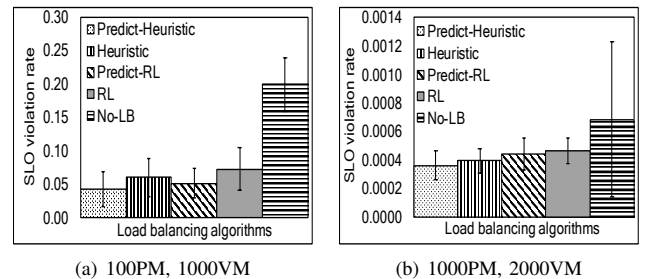 SLO violation rate
0.30
0.25
0.20
0.15
0.10
0.05
0.00
Predict-Heuristic
Heuristic
Predict-RL
RL
No-LB
Load balancing algorithms
(a) 100PM, 1000VM
SLO violation rate
0.0014
0.0012
0.0010
0.0008
0.0006
0.0004
0.0002
0.0000
Predict-Heuristic
Heuristic
Predict-RL
RL
No-LB
Load balancing algorithms
(b) 1000PM, 2000VM